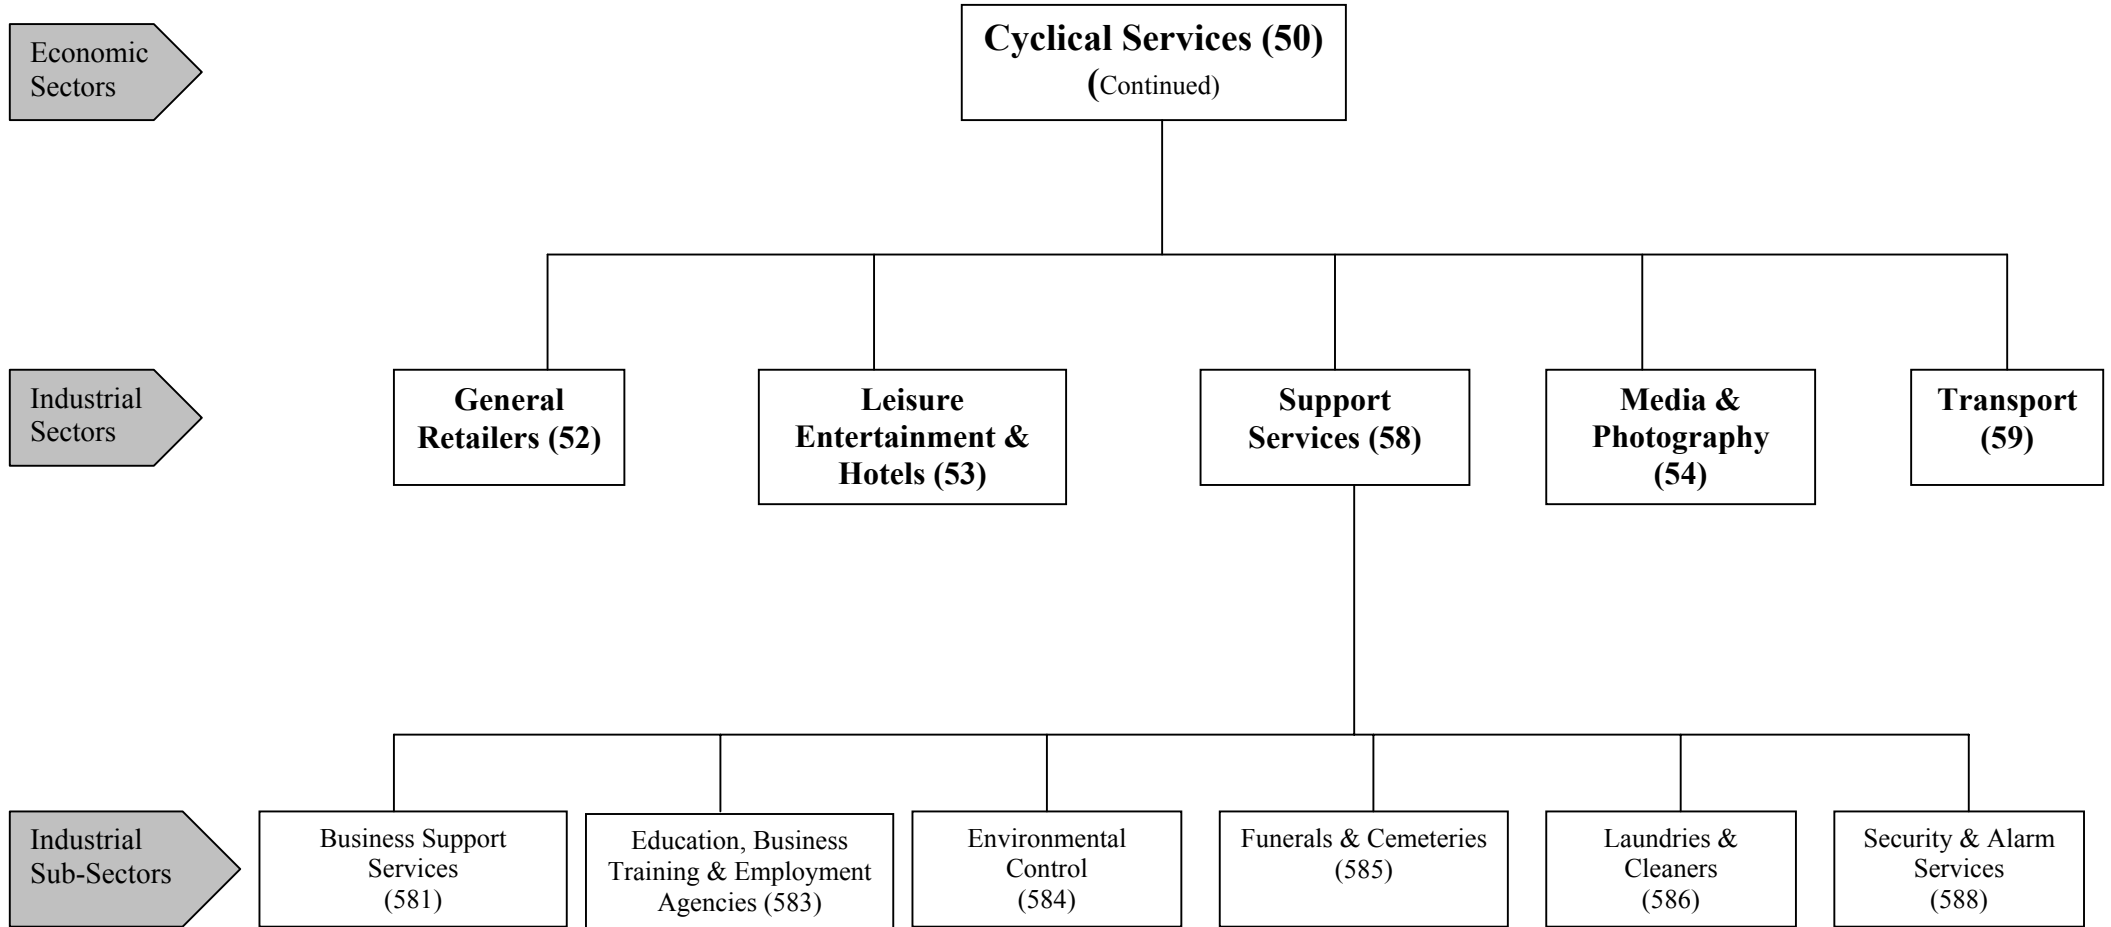 Economic
Sectors
Cyclical Services (50)
(Continued)
Industrial
Sectors
General
Retailers (52)
Leisure
Entertainment &
Hotels (53)
Support
Services (58)
Media &
Photography
(54)
Transport
(59)
Industrial
Sub-Sectors
Business Support
Services
(581)
Education, Business
Training & Employment
Agencies (583)
Environmental
Control
(584)
Funerals & Cemeteries
(585)
Laundries &
Cleaners
(586)
Security & Alarm
Services
(588)